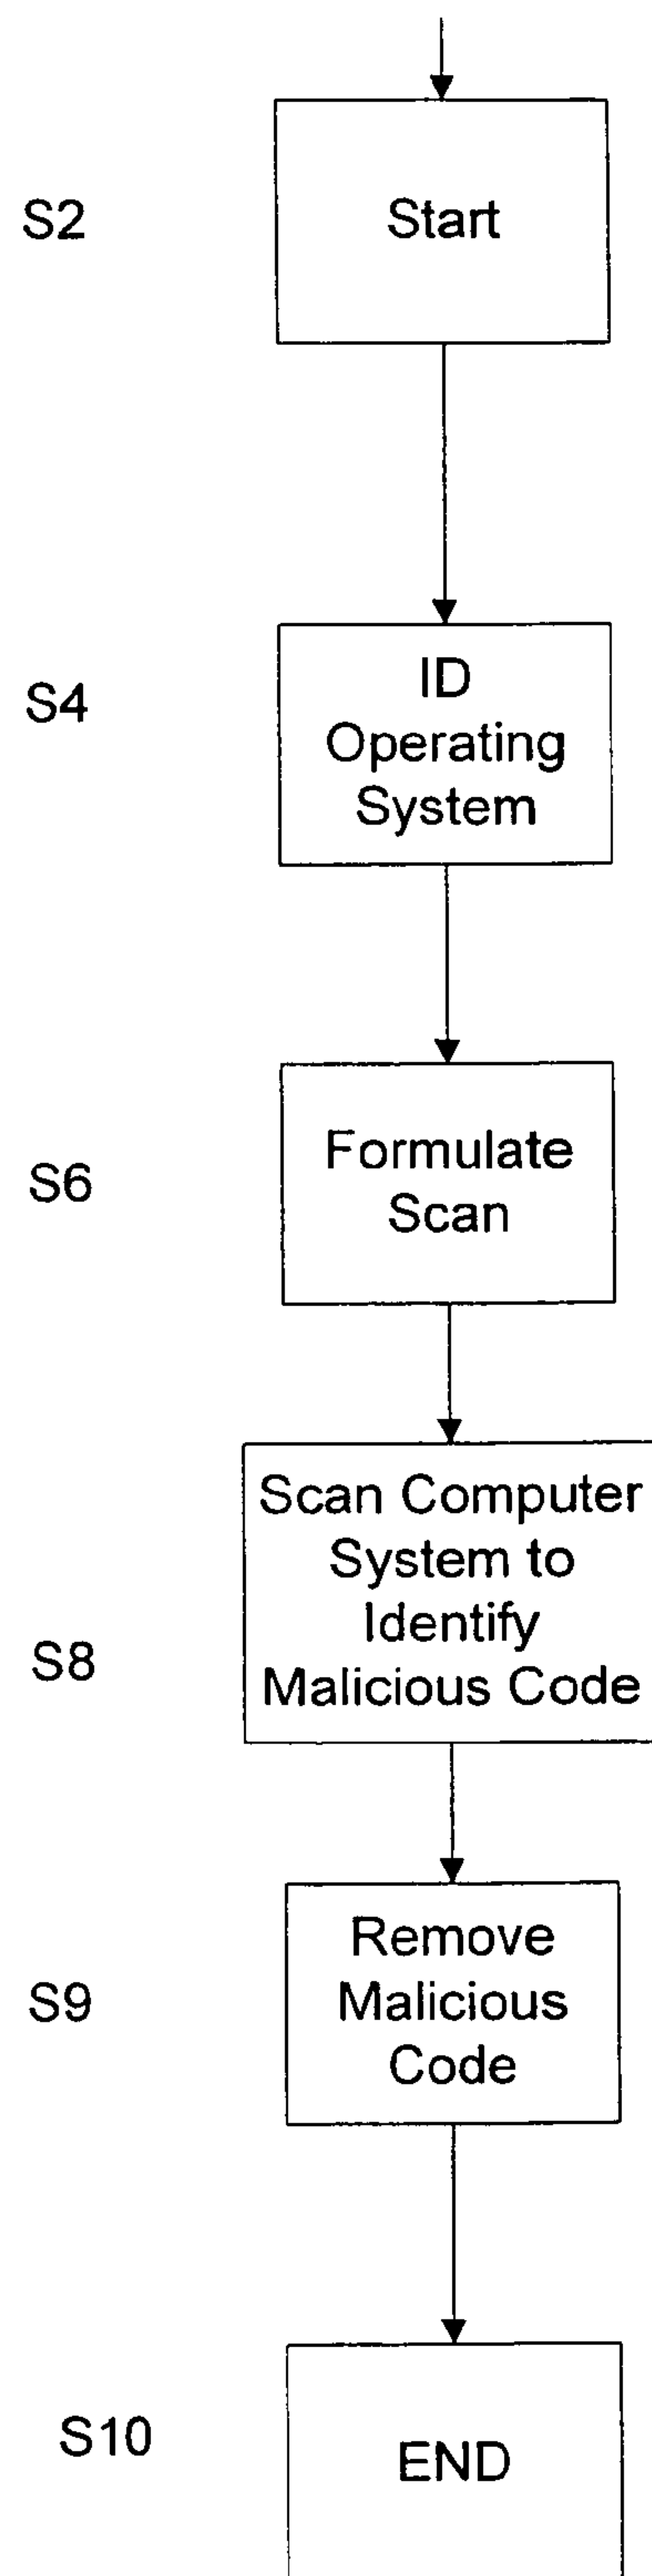 S2
Start
S4
ID
Operating
System
S6
Formulate
Scan
S8
Scan Computer
System to
Identify
Malicious Code
S9
Remove
Malicious
Code
S10
END